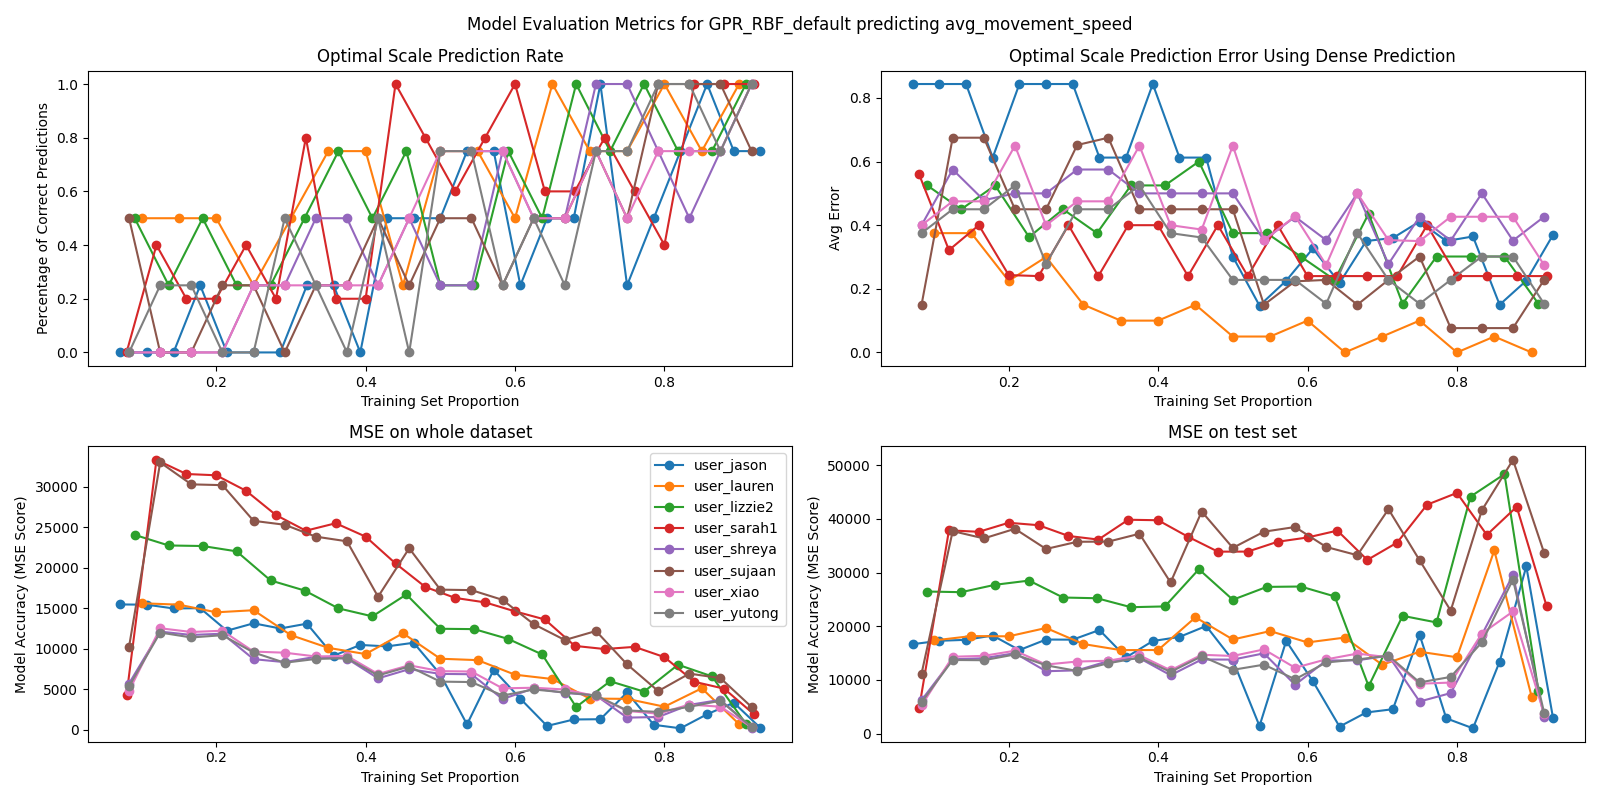 Model Evaluation Metrics for GPR_RBF_default predicting avg_movement_speed
Optimal Scale Prediction Rate
Percentage of Correct Predictions
1.0
0.8
0.6
0.4
0.2
0.0
0.2 0.4 0.6 0.8
Training Set Proportion
Optimal Scale Prediction Error Using Dense Prediction
Avg Error
0.8
0.6
0.4
0.2
0.0
0.2 0.4 0.6 0.8
Training Set Proportion
MSE on whole dataset
Model Accuracy (MSE Score)
30000
25000
20000
15000
10000
5000
0
0.2 0.4 0.6 0.8
Training Set Proportion
user_jason
user_lauren
user_lizzie2
user_sarah1
user_shreya
user_sujaan
user_xiao
user_yutong
MSE on test set
Model Accuracy (MSE Score)
50000
40000
30000
20000
10000
0
0.2 0.4 0.6 0.8
Training Set Proportion